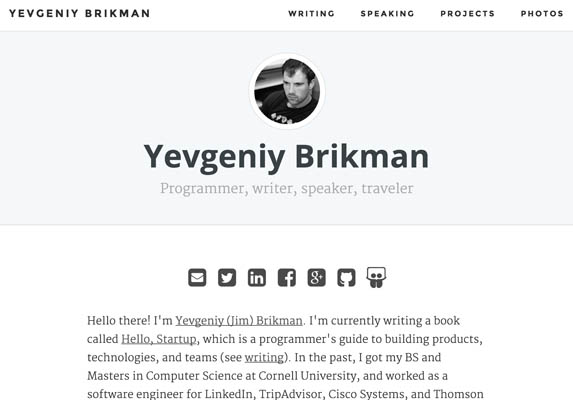 YEVGENIY BRIKMAN
WRITING SPEAKING PROJECTS PHOTOS
Yevgeniy Brikman
Programmer, writer, speaker, traveler
Hello there! I'm Yevgeniy (Jim) Brikman. I'm currently writing a book
called Hello, Startup, which is a programmer's guide to building products,
technologies, and teams (see writing). In the past, I got my BS and
Masters in Computer Science at Cornell University, and worked as a
software engineer for LinkedIn, TripAdvisor, Cisco Systems, and Thomson